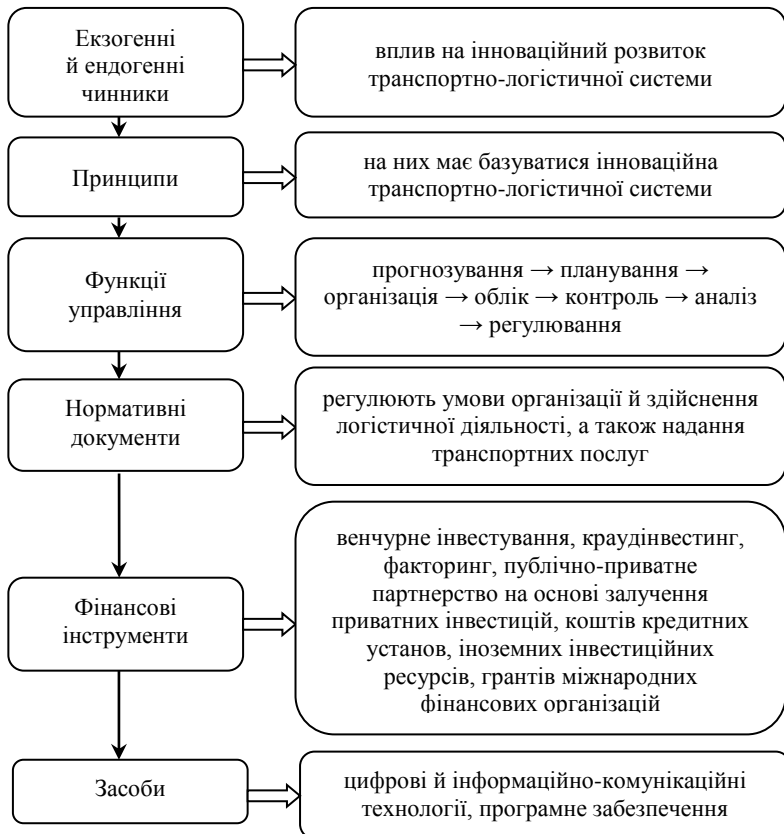 Екзогенні
й ендогенні
чинники
вплив на інноваційний розвиток
транспортно-логістичної системи
Принципи
на них має базуватися інноваційна
транспортно-логістичної системи
Функції
управління
прогнозування → планування →
організація → облік → контроль → аналіз
→ регулювання
Нормативні
документи
регулюють умови організації й здійснення
логістичної діяльності, а також надання
транспортних послуг
Фінансові
інструменти
венчурне інвестування, краудінвестинг,
факторинг, публічно-приватне
партнерство на основі залучення
приватних інвестицій, коштів кредитних
установ, іноземних інвестиційних
ресурсів, грантів міжнародних
фінансових організацій
Засоби
цифрові й інформаційно-комунікаційні
технології, програмне забезпечення